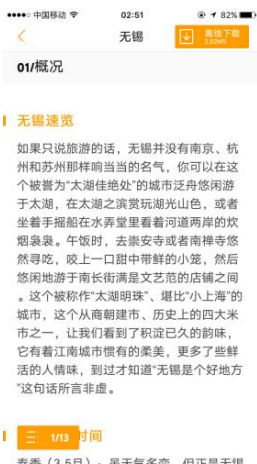 中国移动 02:51 82%
无锡
离线下载
2.92MB
01/概况
无锡速览
如果只说旅游的话，无锡并没有南京、杭
州和苏州那样响当当的名气，你可以在这
个被誉为“太湖佳绝处”的城市泛舟悠闲游
于太湖，在太湖之滨赏玩湖光山色，或者
坐着手摇船在水弄堂里看着河道两岸的炊
烟袅袅。午饭时，去崇安寺或者南禅寺悠
然寻吃，咬上一口甜中带鲜的小笼，然后
悠闲地游于南长街满是文艺范的店铺之间
。这个被称作“太湖明珠”、堪比“小上海”的
城市，这个从商朝建市、历史上的四大米
市之一，让我们看到了积淀已久的韵味，
它有着江南城市惯有的柔美，更多了些鲜
活的人情味，到过才知道“无锡是个好地方
”这句话所言非虚。
1/13 时间